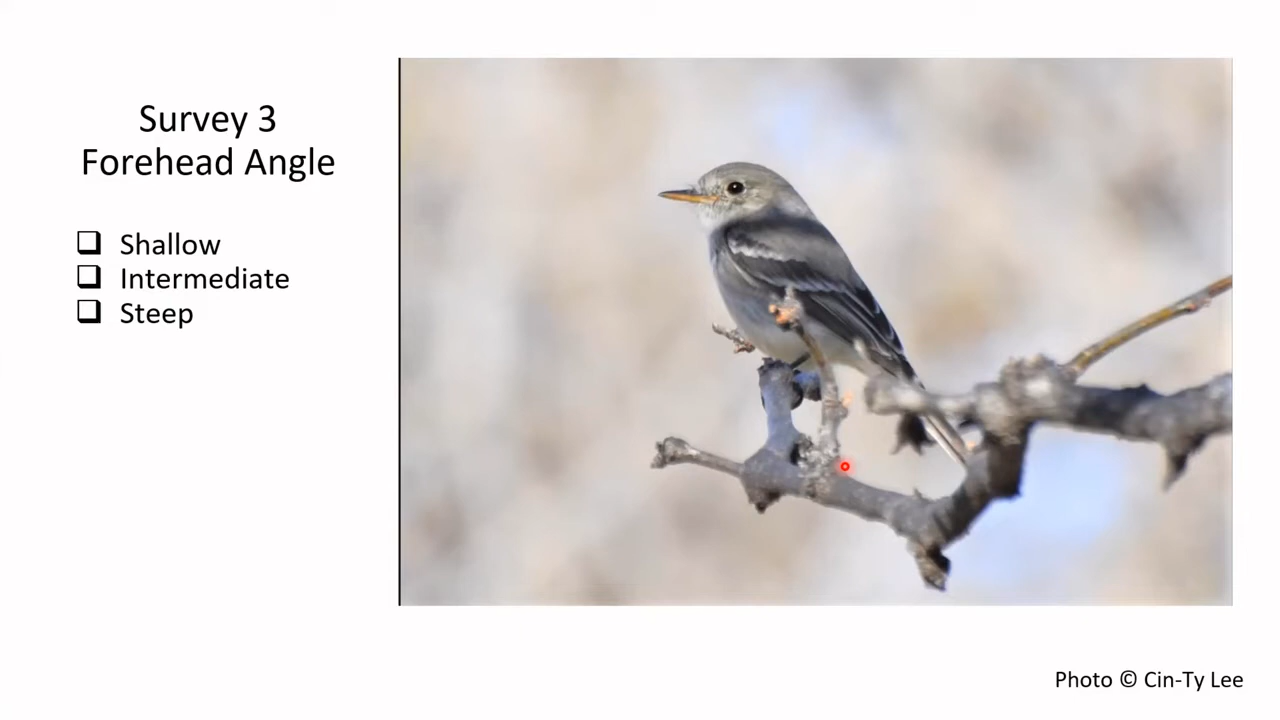 Survey 3
Forehead Angle
Shallow
Intermediate
Steep
Photo © Cin-Ty Lee